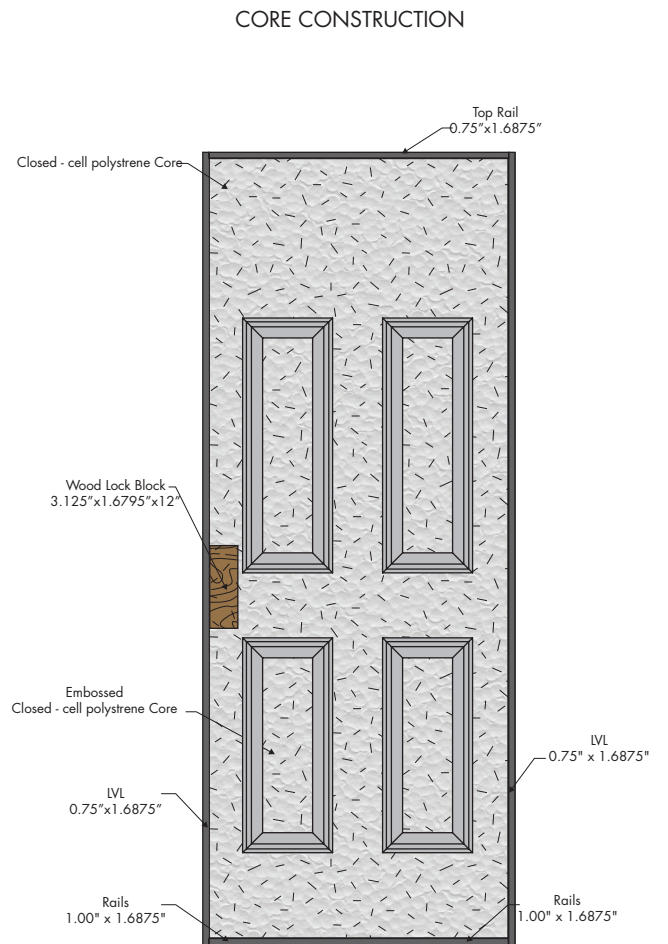 CORE CONSTRUCTION
Top Rail
0.75”x1.6875”
Closed - cell polystrene Core
Wood Lock Block
3.125”x1.6795”x12”
Embossed
Closed - cell polystrene Core
LVL
0.75" x 1.6875"
LVL
0.75”x1.6875”
Rails
1.00" x 1.6875"
Rails
1.00" x 1.6875"